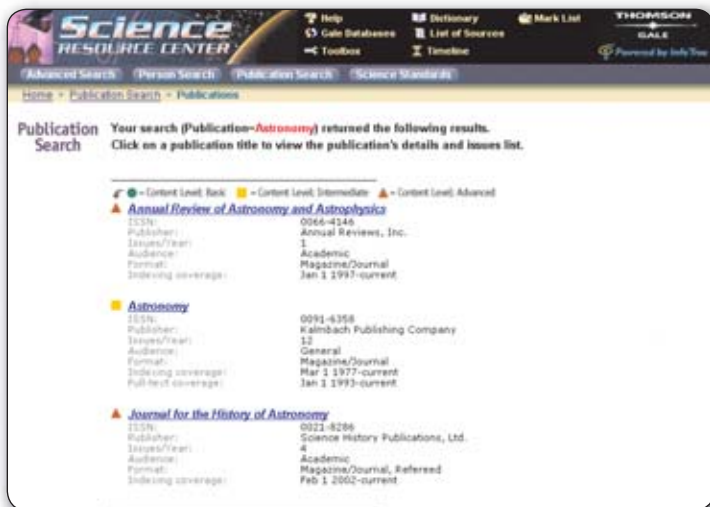 Science
RESOURCE CENTER
Help
Gale Databases
Toolbox
Dictionary
List of Sources
Timeline
Mark List
THOMSON
GALE
Powered by InfoTrac
Advanced Search
Person Search
Publication Search
Science Standards
Home > Publication Search > Publications
Publication Search
Your search (Publication=Astronomy) returned the following results.
Click on a publication title to view the publication's details and issues list.
= Content Level: Basic = Content Level: Intermediate = Content Level: Advanced
Annual Review of Astronomy and Astrophysics
ISSN: 0066-4146
Publisher: Annual Reviews, Inc.
Issues/Year: 1
Audience: Academic
Format: Magazine/Journal
Indexing coverage: Jan 1 1997-current
Astronomy
ISSN: 0091-6358
Publisher: Kalmbach Publishing Company
Issues/Year: 12
Audience: General
Format: Magazine/Journal
Indexing coverage: Mar 1 1977-current
Full-text coverage: Jan 1 1993-current
Journal for the History of Astronomy
ISSN: 0021-8286
Publisher: Science History Publications, Ltd.
Issues/Year: 4
Audience: Academic
Format: Magazine/Journal, Refereed
Indexing coverage: Feb 1 2002-current